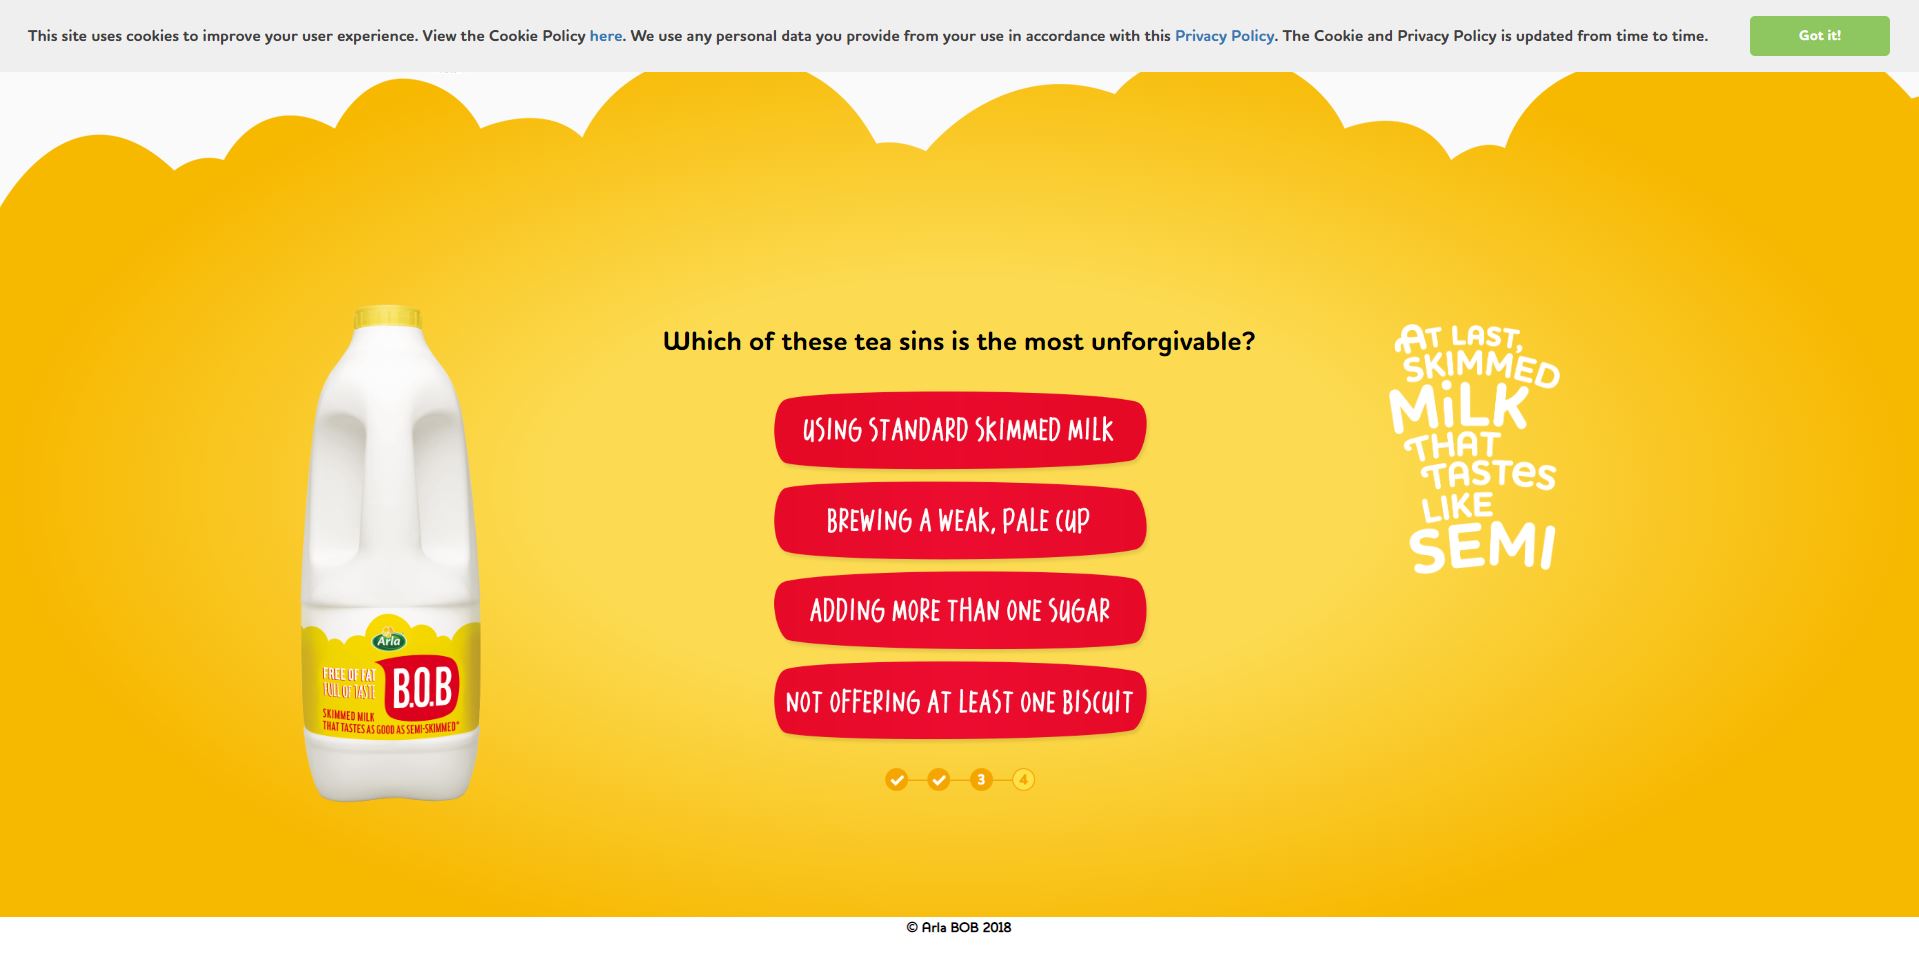 This site uses cookies to improve your user experience. View the Cookie Policy here. We use any personal data you provide from your use in accordance with this Privacy Policy. The Cookie and Privacy Policy is updated from time to time.
Got it!
Which of these tea sins is the most unforgivable?
USING STANDARD SKIMMED MILK
BREWING A WEAK, PALE CUP
ADDING MORE THAN ONE SUGAR
NOT OFFERING AT LEAST ONE BISCUIT
3
4
Arla
FREE OF FAT
FULL OF TASTE
B.O.B
SKIMMED MILK
THAT TASTES AS GOOD AS SEMI-SKIMMED*
AT LAST,
SKIMMED
MiLK
THAT
TASTes
LIKE
SEMI
© Arla BOB 2018